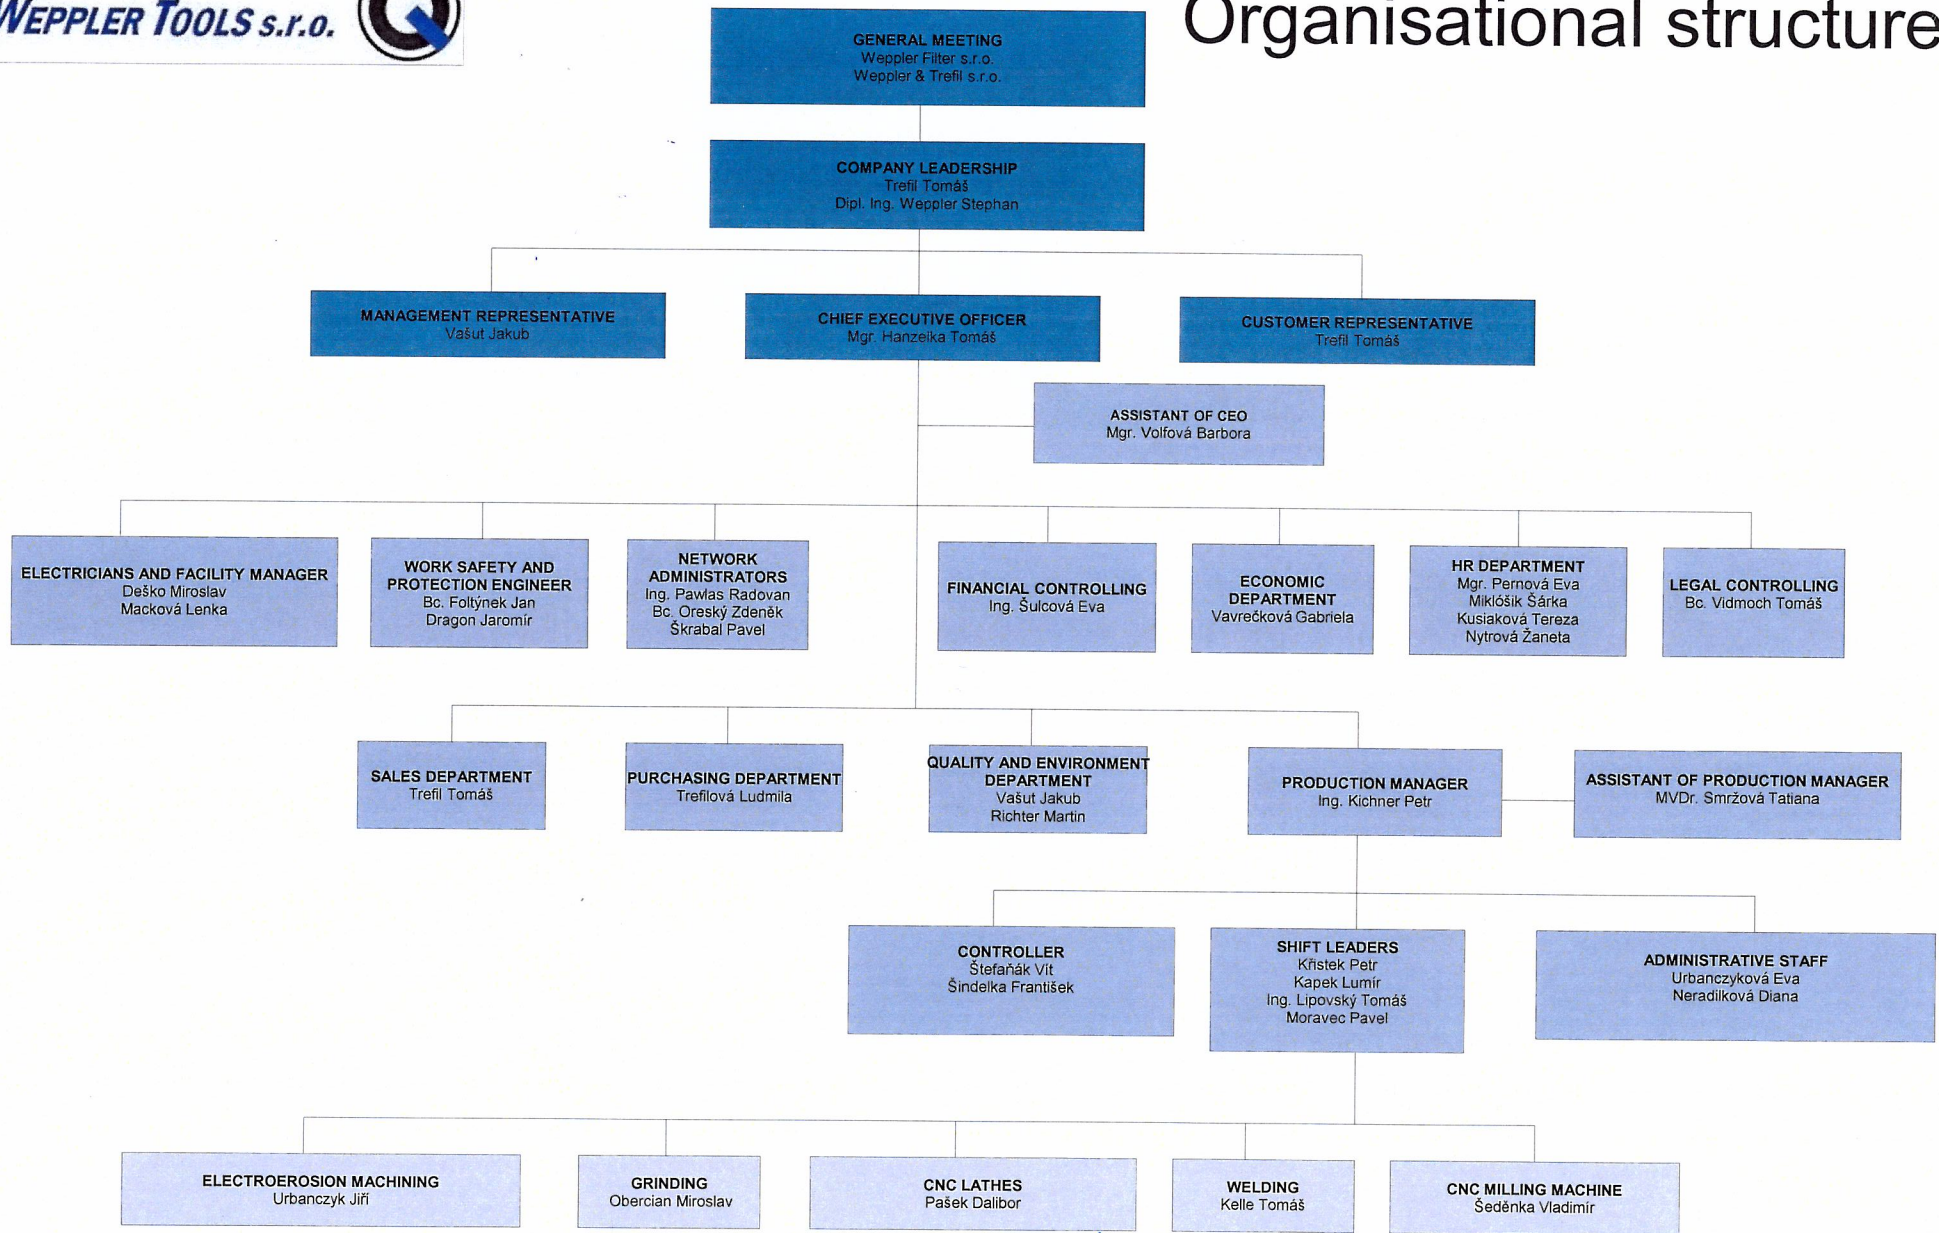 WEPPLER TOOLS s.r.o.
Organisational structure
GENERAL MEETING
Weppler Filter s.r.o.
Weppler & Trefil s.r.o.
COMPANY LEADERSHIP
Trefil Tomáš
Dipl. Ing. Weppler Stephan
MANAGEMENT REPRESENTATIVE
Vašut Jakub
CHIEF EXECUTIVE OFFICER
Mgr. Hanzelka Tomáš
CUSTOMER REPRESENTATIVE
Trefil Tomáš
ASSISTANT OF CEO
Mgr. Volfová Barbora
ELECTRICIANS AND FACILITY MANAGER
Deško Miroslav
Macková Lenka
WORK SAFETY AND
PROTECTION ENGINEER
Bc. Foltýnek Jan
Dragon Jaromír
NETWORK
ADMINISTRATORS
Ing. Pawlas Radovan
Bc. Oreský Zdeněk
Škrabal Pavel
FINANCIAL CONTROLLING
Ing. Šulcová Eva
ECONOMIC
DEPARTMENT
Vavrečková Gabriela
HR DEPARTMENT
Mgr. Pernová Eva
Miklóšik Šárka
Kusiaková Tereza
Nytrová Žaneta
LEGAL CONTROLLING
Bc. Vidmoch Tomáš
SALES DEPARTMENT
Trefil Tomáš
PURCHASING DEPARTMENT
Trefilová Ludmila
QUALITY AND ENVIRONMENT
DEPARTMENT
Vašut Jakub
Richter Martin
PRODUCTION MANAGER
Ing. Kichner Petr
ASSISTANT OF PRODUCTION MANAGER
MVDr. Smržová Tatiana
CONTROLLER
Štefaňák Vít
Šindelka František
SHIFT LEADERS
Křistek Petr
Kapek Lumír
Ing. Lipovský Tomáš
Moravec Pavel
ADMINISTRATIVE STAFF
Urbanczyková Eva
Neradilková Diana
ELECTROEROSION MACHINING
Urbanczyk Jiří
GRINDING
Obercian Miroslav
CNC LATHES
Pašek Dalibor
WELDING
Kelle Tomáš
CNC MILLING MACHINE
Šeděnka Vladimír